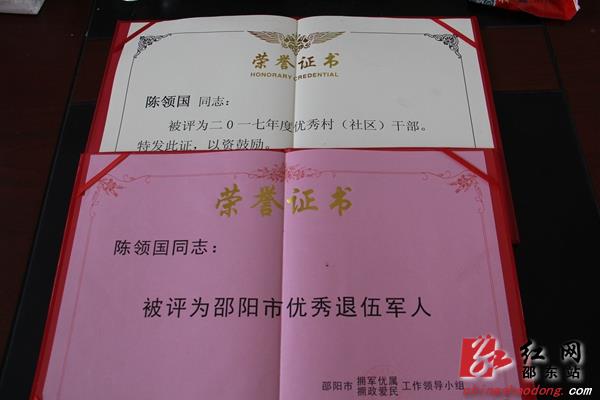 荣誉证书
HONORARY CREDENTIAL
陈领国 同志：
被评为二0一七年度优秀村（社区）干部。
特发此证，以资鼓励。
荣誉证书
陈领国同志：
被评为邵阳市优秀退伍军人
邵阳市 拥军优属 拥政爱民 工作领导小组
红网
邵东站
chinashaodong.com